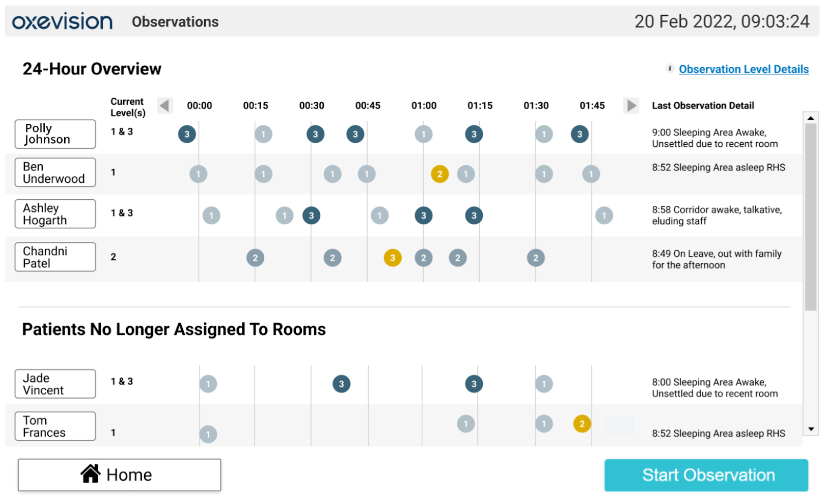 oxevision Observations 20 Feb 2022, 09:03:24
24-Hour Overview
i Observation Level Details
Current
Level(s)
00:00 00:15 00:30 00:45 01:00 01:15 01:30 01:45 Last Observation Detail
Polly
Johnson
1 & 3
3 1 3 3 1 3 1 3
9:00 Sleeping Area Awake,
Unsettled due to recent room
Ben
Underwood
1
1 1 1 1 2 1 1 1
8:52 Sleeping Area asleep RHS
Ashley
Hogarth
1 & 3
1 1 3 1 3 3 1
8:58 Corridor awake, talkative,
eluding staff
Chandni
Patel
2
2 2 3 2 2 2
8:49 On Leave, out with family
for the afternoon
Patients No Longer Assigned To Rooms
Jade
Vincent
1 & 3
1 3 3 1
8:00 Sleeping Area Awake,
Unsettled due to recent room
Tom
Frances
1
1 1 1 2
8:52 Sleeping Area asleep RHS
Home
Start Observation